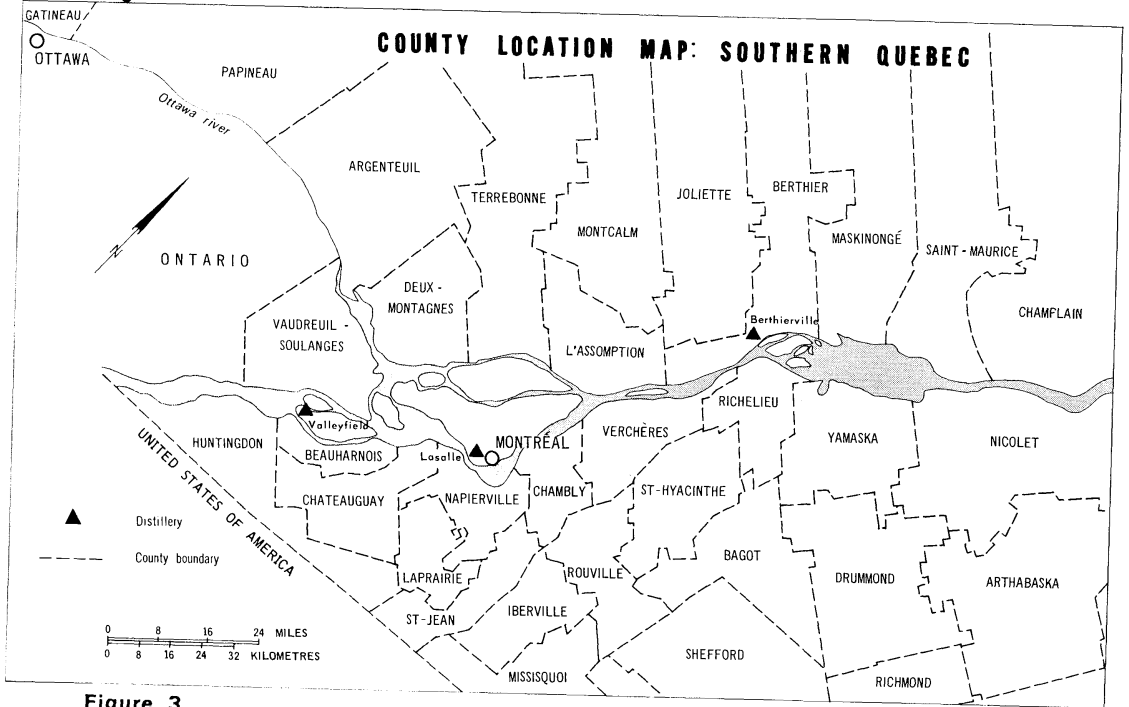 GATINEAU
OTTAWA
COUNTY LOCATION MAP: SOUTHERN QUEBEC
PAPINEAU
Ottawa river
ARGENTEUIL
TERREBONNE
JOLIETTE
BERTHIER
MONTCALM
MASKINONGÉ
SAINT-MAURICE
N
ONTARIO
DEUX-
MONTAGNES
CHAMFLAIN
VAUDREUIL -
SOULANGES
Berthierville
L'ASSOMPTION
RICHELIEU
Valleyfield
VERCHÈRES
YAMASKA
NICOLET
HUNTINGDON
BEAUHARNOIS
Lasalle
MONTRÉAL
UNITED STATES OF AMERICA
CHATEAUGUAY
NAPIERVILLE
CHAMBLY
ST-HYACINTHE
Distillery
County boundary
BAGOT
LAPRAIRIE
ROUVILLE
DRUMMOND
ARTHABASKA
ST-JEAN
IBERVILLE
0 8 16 24 MILES
0 8 16 24 32 KILOMETRES
SHEFFORD
MISSISQUOI
RICHMOND
Figure 3